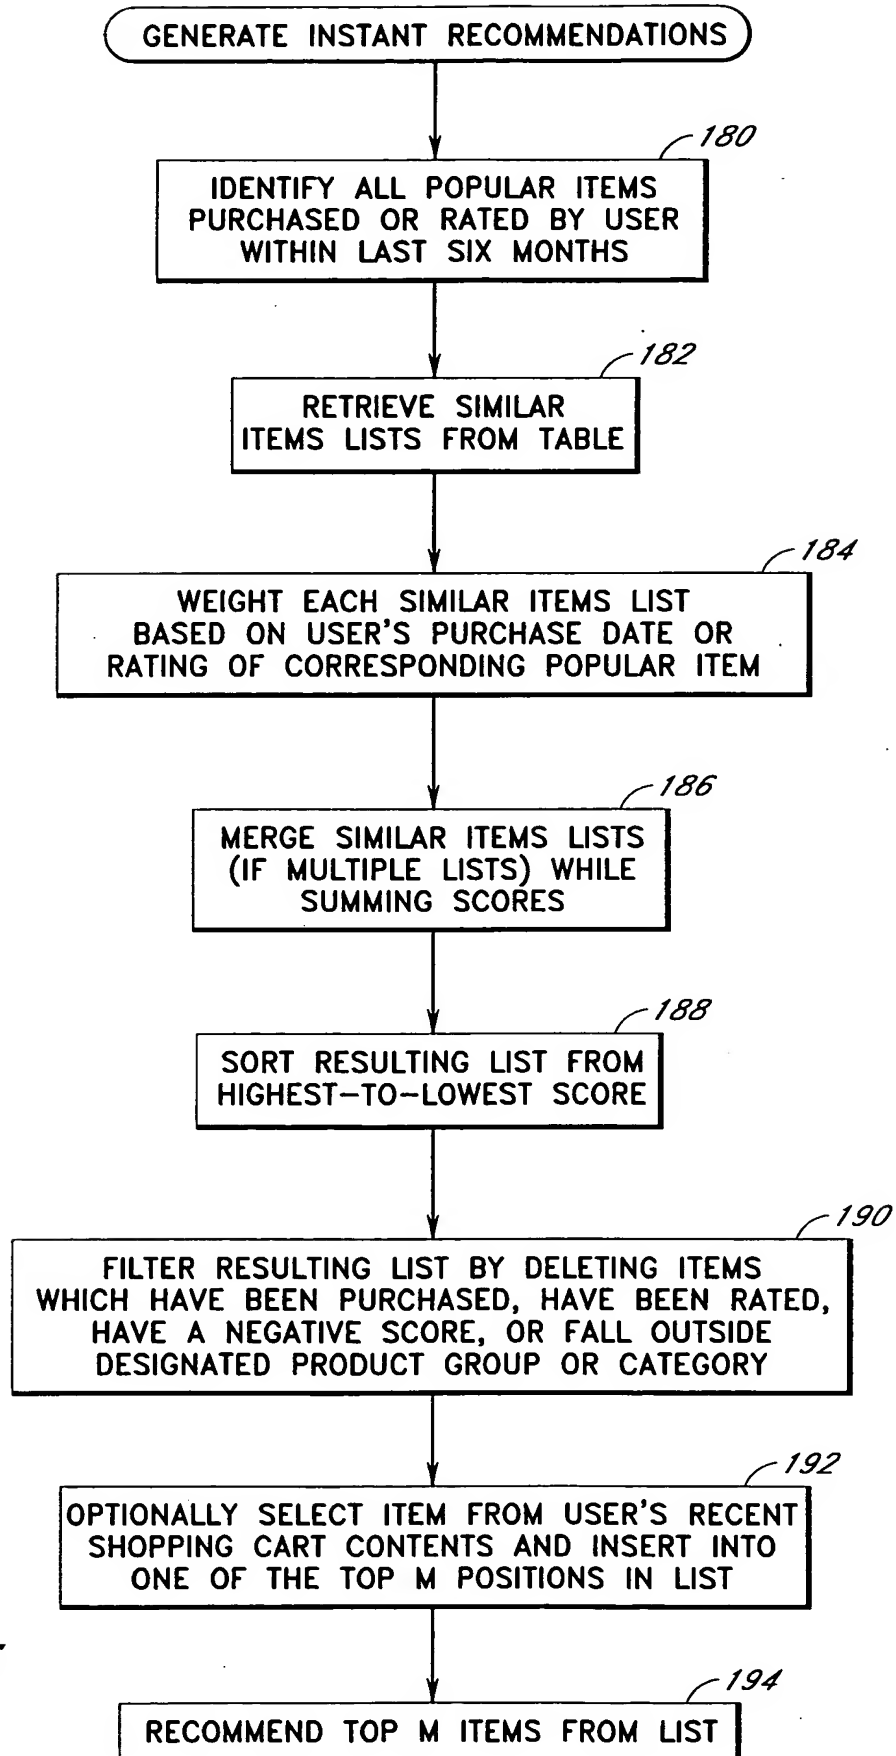 GENERATE INSTANT RECOMMENDATIONS
180
IDENTIFY ALL POPULAR ITEMS
PURCHASED OR RATED BY USER
WITHIN LAST SIX MONTHS
182
RETRIEVE SIMILAR
ITEMS LISTS FROM TABLE
184
WEIGHT EACH SIMILAR ITEMS LIST
BASED ON USER'S PURCHASE DATE OR
RATING OF CORRESPONDING POPULAR ITEM
186
MERGE SIMILAR ITEMS LISTS
(IF MULTIPLE LISTS) WHILE
SUMMING SCORES
188
SORT RESULTING LIST FROM
HIGHEST-TO-LOWEST SCORE
190
FILTER RESULTING LIST BY DELETING ITEMS
WHICH HAVE BEEN PURCHASED, HAVE BEEN RATED,
HAVE A NEGATIVE SCORE, OR FALL OUTSIDE
DESIGNATED PRODUCT GROUP OR CATEGORY
192
OPTIONALLY SELECT ITEM FROM USER'S RECENT
SHOPPING CART CONTENTS AND INSERT INTO
ONE OF THE TOP M POSITIONS IN LIST
194
RECOMMEND TOP M ITEMS FROM LIST